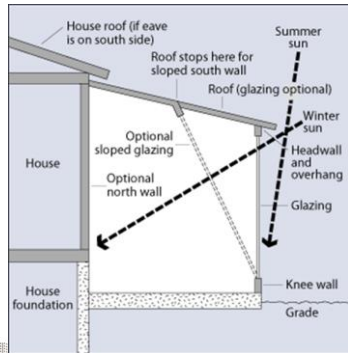 House roof (if eave
is on south side)
Summer
sun
Roof stops here for
sloped south wall
Roof (glazing optional)
Winter
sun
Optional
sloped glazing
Headwall
and
overhang
House
Optional
north wall
Glazing
House
foundation
Knee wall
Grade